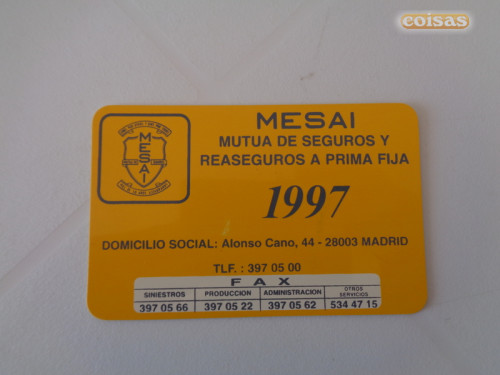 coisas
MESAI
MESAI
MUTUA DE SEGUROS Y
REASEGUROS A PRIMA FIJA
1997
DOMICILIO SOCIAL: Alonso Cano, 44 - 28003 MADRID
TLF. : 397 05 00
FAX
SINIESTROS PRODUCCION ADMINISTRACION OTROS SERVICIOS
397 05 66 397 05 22 397 05 62 534 47 15